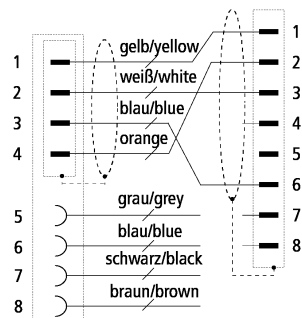 1 gelb/yellow 1
2 weiß/white 2
3 blau/blue 3
4 orange 4
5
6
5 grau/grey 7
6 blau/blue 8
7 schwarz/black
8 braun/brown